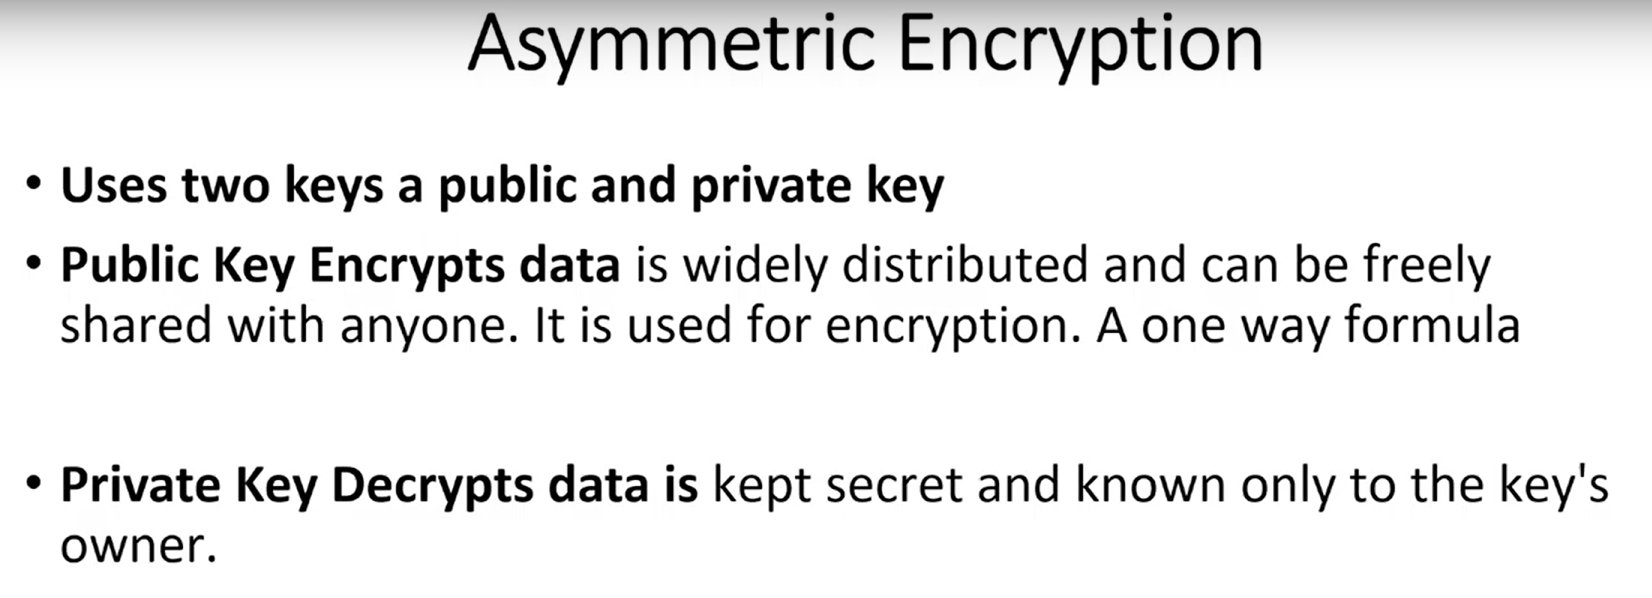 Asymmetric Encryption
• Uses two keys a public and private key
• Public Key Encrypts data is widely distributed and can be freely
shared with anyone. It is used for encryption. A one way formula
• Private Key Decrypts data is kept secret and known only to the key's
owner.